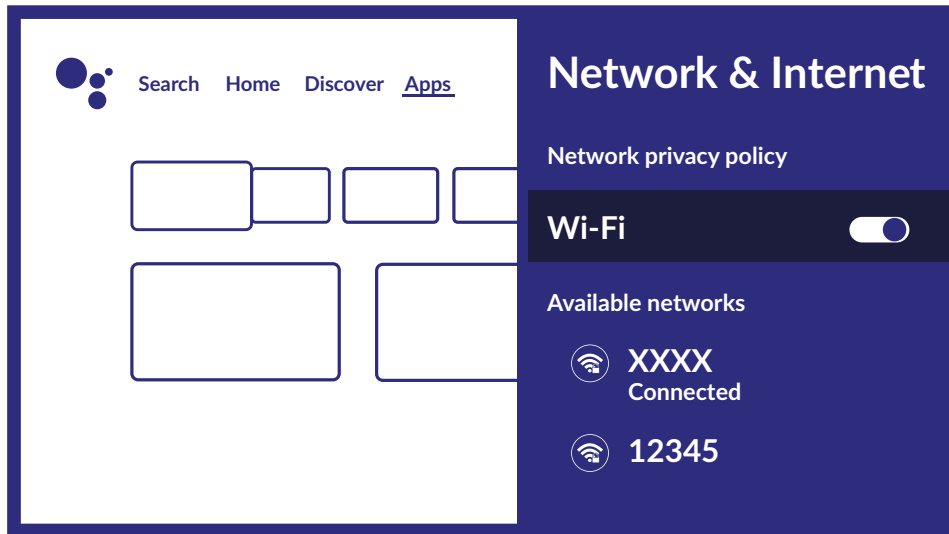 Search Home Discover Apps
Network & Internet
Network privacy policy
Wi-Fi
Available networks
XXXX
Connected
12345